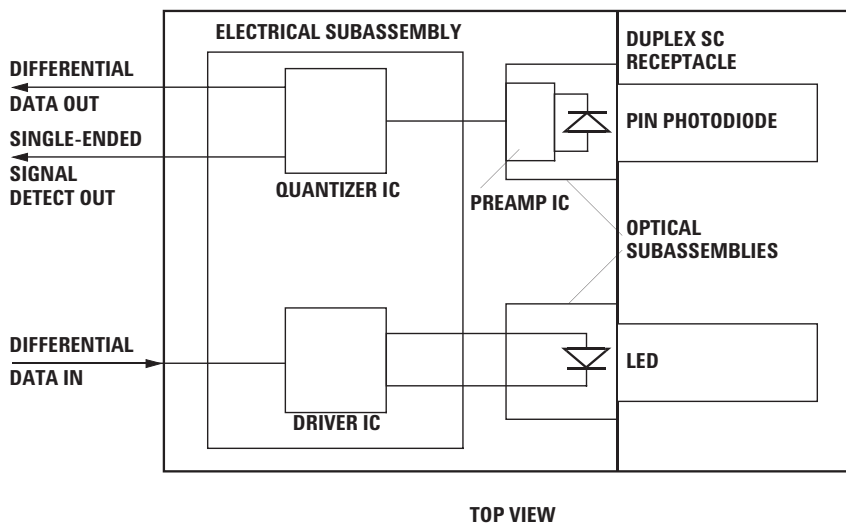 ELECTRICAL SUBASSEMBLY
DUPLEX SC
RECEPTACLE
DIFFERENTIAL
DATA OUT
SINGLE-ENDED
SIGNAL
DETECT OUT
QUANTIZER IC
PREAMP IC
PIN PHOTODIODE
OPTICAL
SUBASSEMBLIES
DIFFERENTIAL
DATA IN
DRIVER IC
LED
TOP VIEW